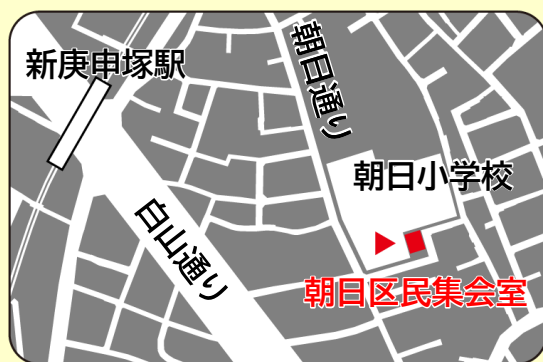 新庚申塚駅
朝日通り
朝日小学校
白山通り
朝日区民集会室